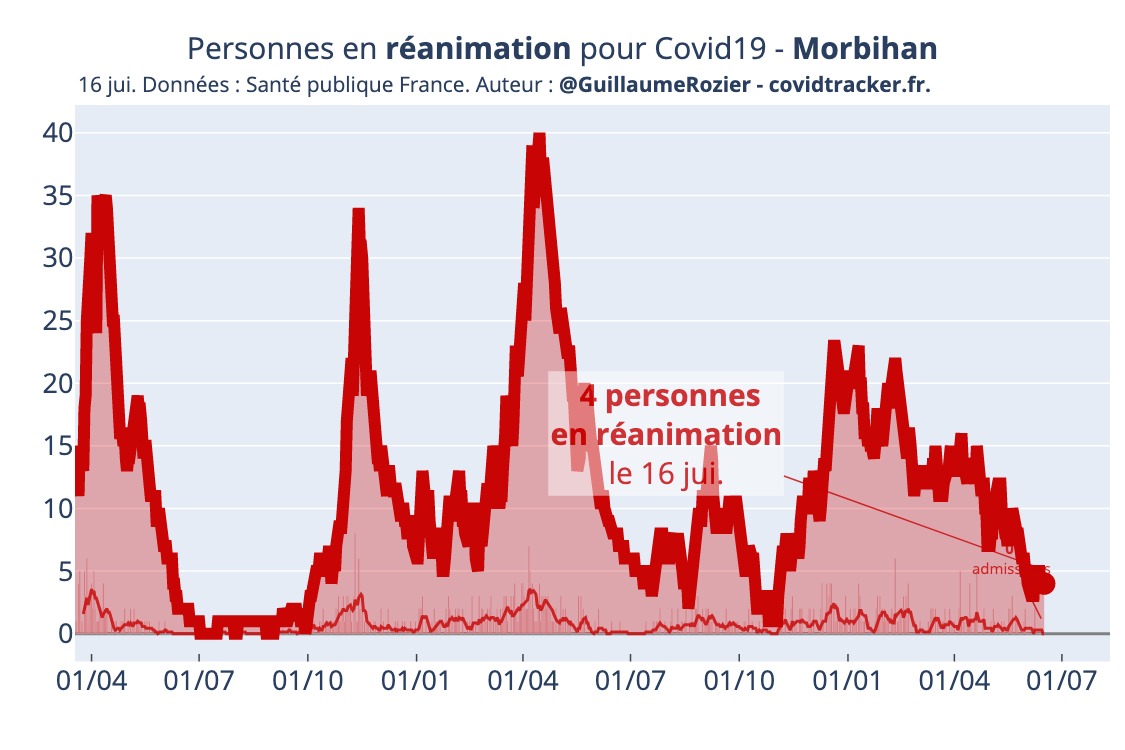 Personnes en réanimation pour Covid19 - Morbihan
16 jui. Données : Santé publique France. Auteur : @GuillaumeRozier - covidtracker.fr.
40
35
30
25
20
15
10
5
0
4 personnes
en réanimation
le 16 jui.
0
01/04 01/07 01/10 01/01 01/04 01/07 01/10 01/01 01/04 01/07